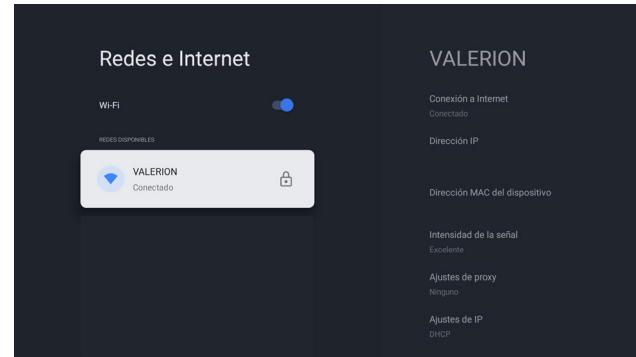 Redes e Internet
Wi-Fi
REDES DISPONIBLES
VALERION
Conectado
VALERION
Conexión a Internet
Conectado
Dirección IP
Dirección MAC del dispositivo
Intensidad de la señal
Excelente
Ajustes de proxy
Ninguno
Ajustes de IP
DHCP